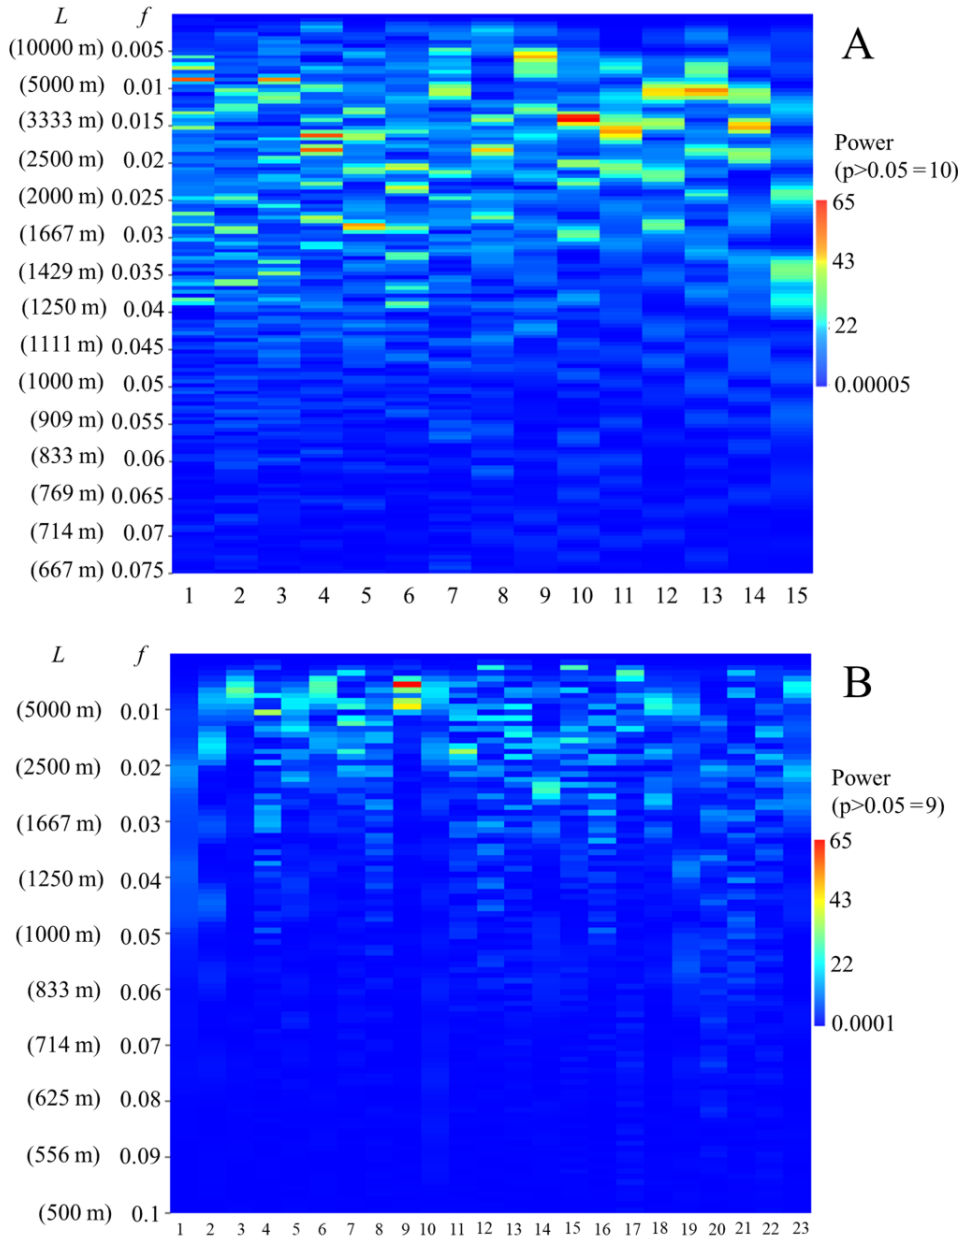 L f
(10000 m) 0.005
(5000 m) 0.01
(3333 m) 0.015
(2500 m) 0.02
(2000 m) 0.025
(1667 m) 0.03
(1429 m) 0.035
(1250 m) 0.04
(1111 m) 0.045
(1000 m) 0.05
(909 m) 0.055
(833 m) 0.06
(769 m) 0.065
(714 m) 0.07
(667 m) 0.075
1 2 3 4 5 6 7 8 9 10 11 12 13 14 15
A
Power
(p>0.05 = 10)
65
43
22
0.00005
L f
(5000 m) 0.01
(2500 m) 0.02
(1667 m) 0.03
(1250 m) 0.04
(1000 m) 0.05
(833 m) 0.06
(714 m) 0.07
(625 m) 0.08
(556 m) 0.09
(500 m) 0.1
1 2 3 4 5 6 7 8 9 10 11 12 13 14 15 16 17 18 19 20 21 22 23
B
Power
(p>0.05 = 9)
65
43
22
0.0001